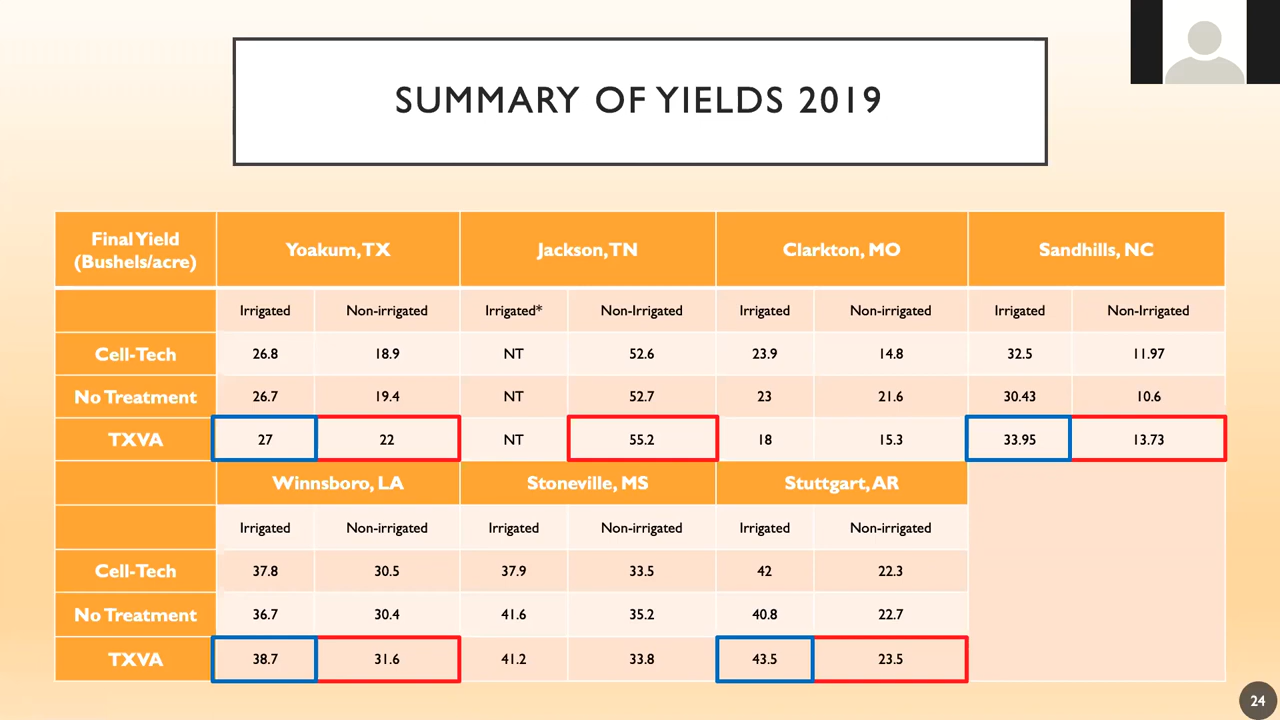 SUMMARY OF YIELDS 2019
Final Yield
(Bushels/acre)
Yoakum, TX
Jackson, TN
Clarkton, MO
Sandhills, NC
Irrigated Non-irrigated Irrigated* Non-Irrigated Irrigated Non-irrigated Irrigated Non-Irrigated
Cell-Tech 26.8 18.9 NT 52.6 23.9 14.8 32.5 11.97
No Treatment 26.7 19.4 NT 52.7 23 21.6 30.43 10.6
TXVA 27 22 NT 55.2 18 15.3 33.95 13.73
Winnsboro, LA Stoneville, MS Stuttgart, AR
Irrigated Non-irrigated Irrigated Non-irrigated Irrigated Non-irrigated
Cell-Tech 37.8 30.5 37.9 33.5 42 22.3
No Treatment 36.7 30.4 41.6 35.2 40.8 22.7
TXVA 38.7 31.6 41.2 33.8 43.5 23.5
24